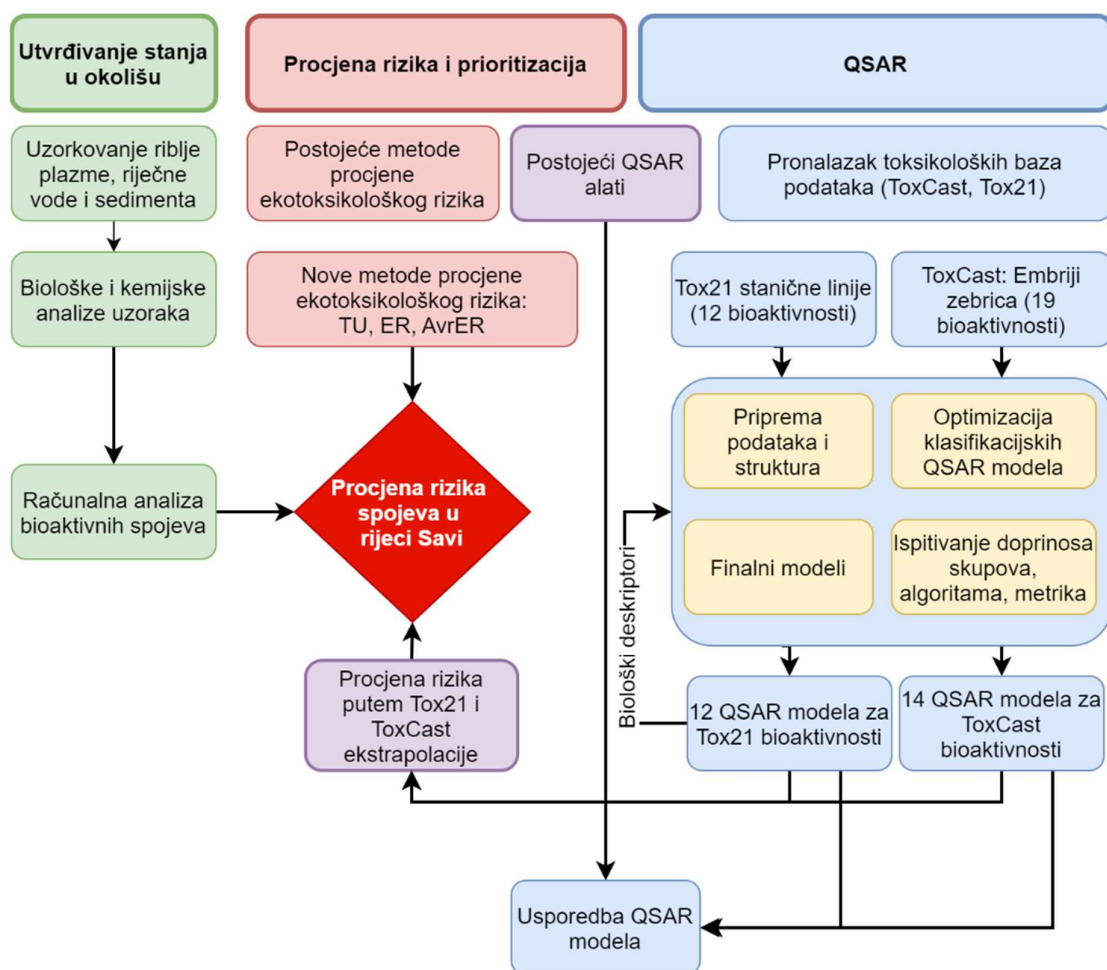 Utvrđivanje stanja
u okolišu
Procjena rizika i prioritizacija
QSAR
Uzorkovanje riblje
plazme, riječne
vode i sedimenta
Postojeće metode
procjene
ekotoksikološkog rizika
Postojeći QSAR
alati
Pronalazak toksikoloških baza
podataka (ToxCast, Tox21)
Biološke i kemijske
analize uzoraka
Nove metode procjene
ekotoksikološkog rizika:
TU, ER, AvrER
Tox21 stanične linije
(12 bioaktivnosti)
ToxCast: Embriji
zebrica (19
bioaktivnosti)
Priprema
podataka i
struktura
Optimizacija
klasifikacijskih
QSAR modela
Računalna analiza
bioaktivnih spojeva
Procjena rizika
spojeva u
rijeci Savi
Finalni modeli
Ispitivanje doprinosa
skupova,
algoritama, metrika
Biološki deskriptori
Procjena rizika
putem Tox21 i
ToxCast
ekstrapolacije
12 QSAR modela za
Tox21 bioaktivnosti
14 QSAR modela za
ToxCast
bioaktivnosti
Usporedba QSAR
modela